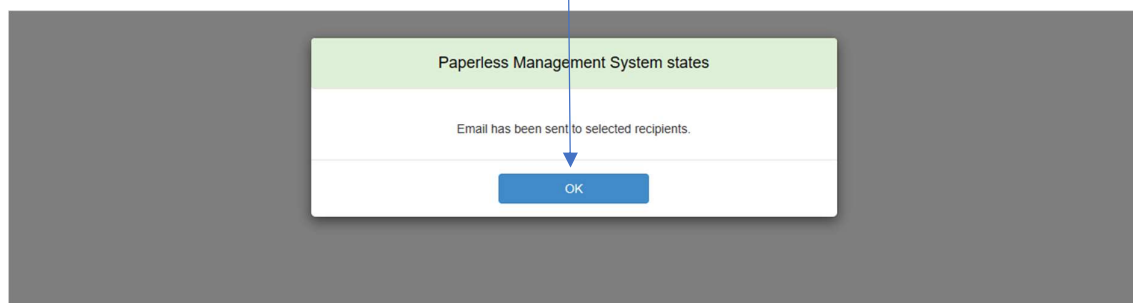 Paperless Management System states
Email has been sent to selected recipients.
OK